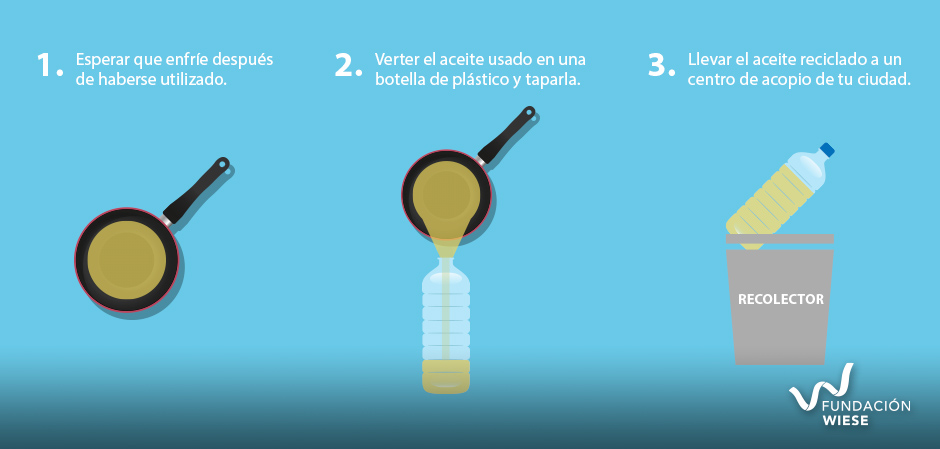 1. Esperar que enfríe después
de haberse utilizado.
2. Verter el aceite usado en una
botella de plástico y taparla.
3. Llevar el aceite reciclado a un
centro de acopio de tu ciudad.
RECOLECTOR
FUNDACIÓN
WIESE